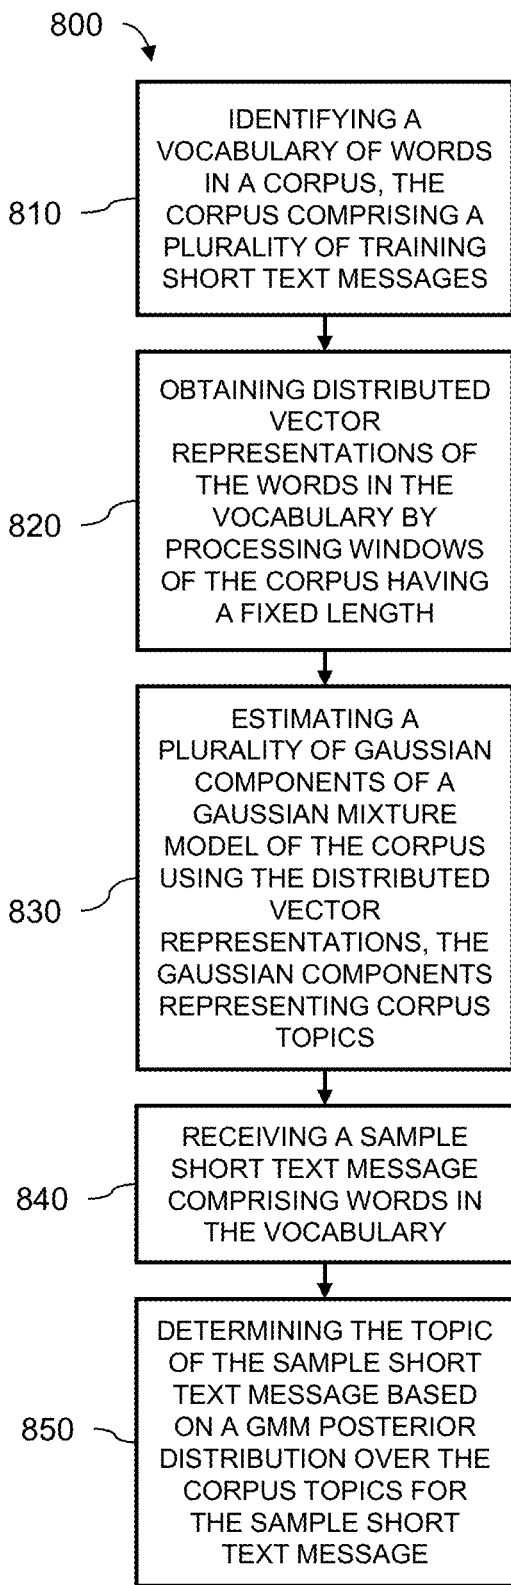 800
810
IDENTIFYING A
VOCABULARY OF WORDS
IN A CORPUS, THE
CORPUS COMPRISING A
PLURALITY OF TRAINING
SHORT TEXT MESSAGES
820
OBTAINING DISTRIBUTED
VECTOR
REPRESENTATIONS OF
THE WORDS IN THE
VOCABULARY BY
PROCESSING WINDOWS
OF THE CORPUS HAVING
A FIXED LENGTH
830
ESTIMATING A
PLURALITY OF GAUSSIAN
COMPONENTS OF A
GAUSSIAN MIXTURE
MODEL OF THE CORPUS
USING THE DISTRIBUTED
VECTOR
REPRESENTATIONS, THE
GAUSSIAN COMPONENTS
REPRESENTING CORPUS
TOPICS
840
RECEIVING A SAMPLE
SHORT TEXT MESSAGE
COMPRISING WORDS IN
THE VOCABULARY
850
DETERMINING THE TOPIC
OF THE SAMPLE SHORT
TEXT MESSAGE BASED
ON A GMM POSTERIOR
DISTRIBUTION OVER THE
CORPUS TOPICS FOR
THE SAMPLE SHORT
TEXT MESSAGE